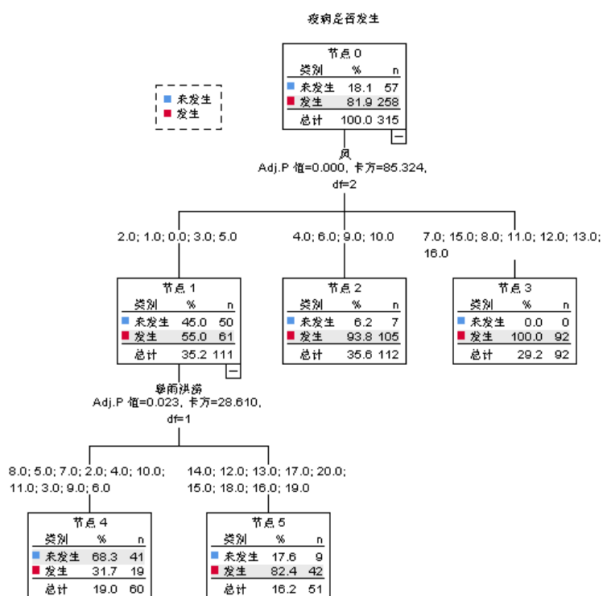 疫病是否发生
未发生
发生
节点 0
类别 % n
未发生 18.1 57
发生 81.9 258
总计 100.0 315
风
Adj.P 值=0.000, 卡方=85.324,
df=2
2.0; 1.0; 0.0; 3.0; 5.0
4.0; 6.0; 9.0; 10.0
7.0; 15.0; 8.0; 11.0; 12.0; 13.0;
16.0
节点 1
类别 % n
未发生 45.0 50
发生 55.0 61
总计 35.2 111
节点 2
类别 % n
未发生 6.2 7
发生 93.8 105
总计 35.6 112
节点 3
类别 % n
未发生 0.0 0
发生 100.0 92
总计 29.2 92
暴雨洪涝
Adj.P 值=0.023, 卡方=28.610,
df=1
8.0; 5.0; 7.0; 2.0; 4.0; 10.0;
11.0; 3.0; 9.0; 6.0
14.0; 12.0; 13.0; 17.0; 20.0;
15.0; 18.0; 16.0; 19.0
节点 4
类别 % n
未发生 68.3 41
发生 31.7 19
总计 19.0 60
节点 5
类别 % n
未发生 17.6 9
发生 82.4 42
总计 16.2 51